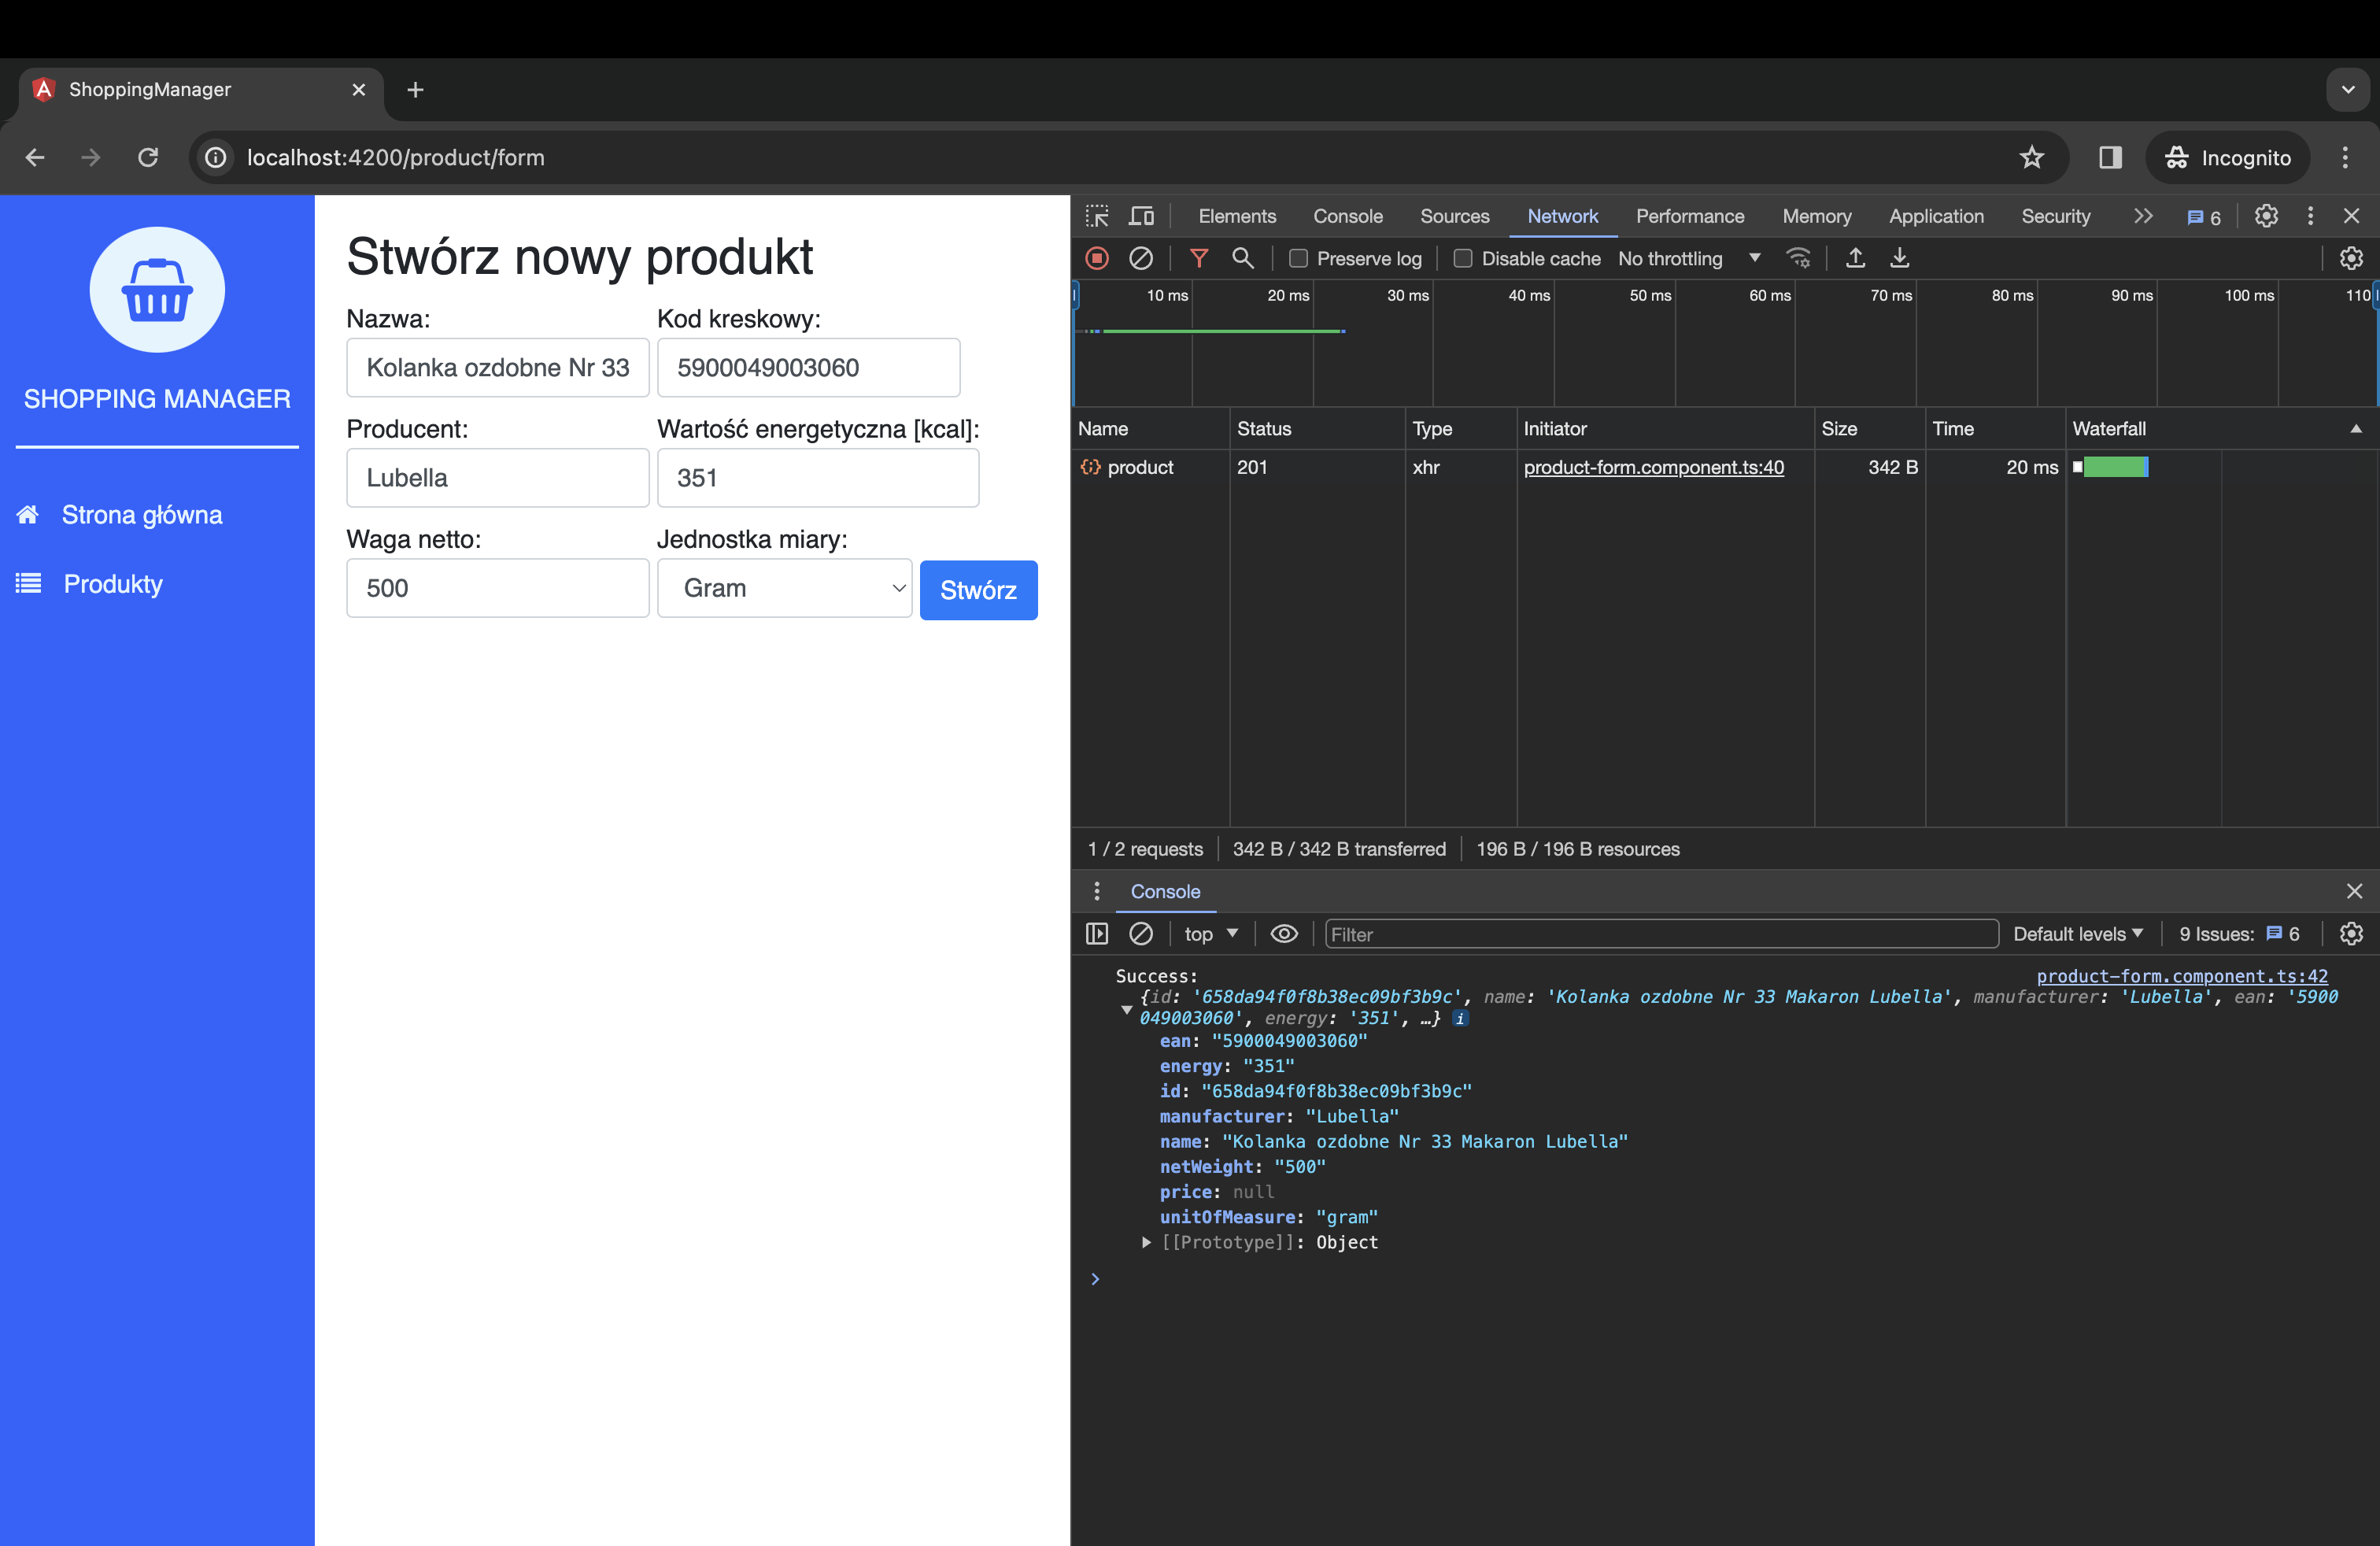 ShoppingManager
localhost:4200/product/form
Incognito
SHOPPING MANAGER
Strona główna
Produkty
Stwórz nowy produkt
Nazwa: Kod kreskowy:
Kolanka ozdobne Nr 33 5900049003060
Producent: Wartość energetyczna [kcal]:
Lubella 351
Waga netto: Jednostka miary:
500 Gram Stwórz
Elements Console Sources Network Performance Memory Application Security 6
Preserve log Disable cache No throttling
10 ms 20 ms 30 ms 40 ms 50 ms 60 ms 70 ms 80 ms 90 ms 100 ms 110
Name Status Type Initiator Size Time Waterfall
product 201 xhr product-form.component.ts:40 342 B 20 ms
1 / 2 requests 342 B / 342 B transferred 196 B / 196 B resources
Console
top Filter Default levels 9 Issues: 6
Success: product-form.component.ts:42
{id: '658da94f0f8b38ec09bf3b9c', name: 'Kolanka ozdobne Nr 33 Makaron Lubella', manufacturer: 'Lubella', ean: '5900
049003060', energy: '351', …} i
ean: "5900049003060"
energy: "351"
id: "658da94f0f8b38ec09bf3b9c"
manufacturer: "Lubella"
name: "Kolanka ozdobne Nr 33 Makaron Lubella"
netWeight: "500"
price: null
unitOfMeasure: "gram"
[[Prototype]]: Object